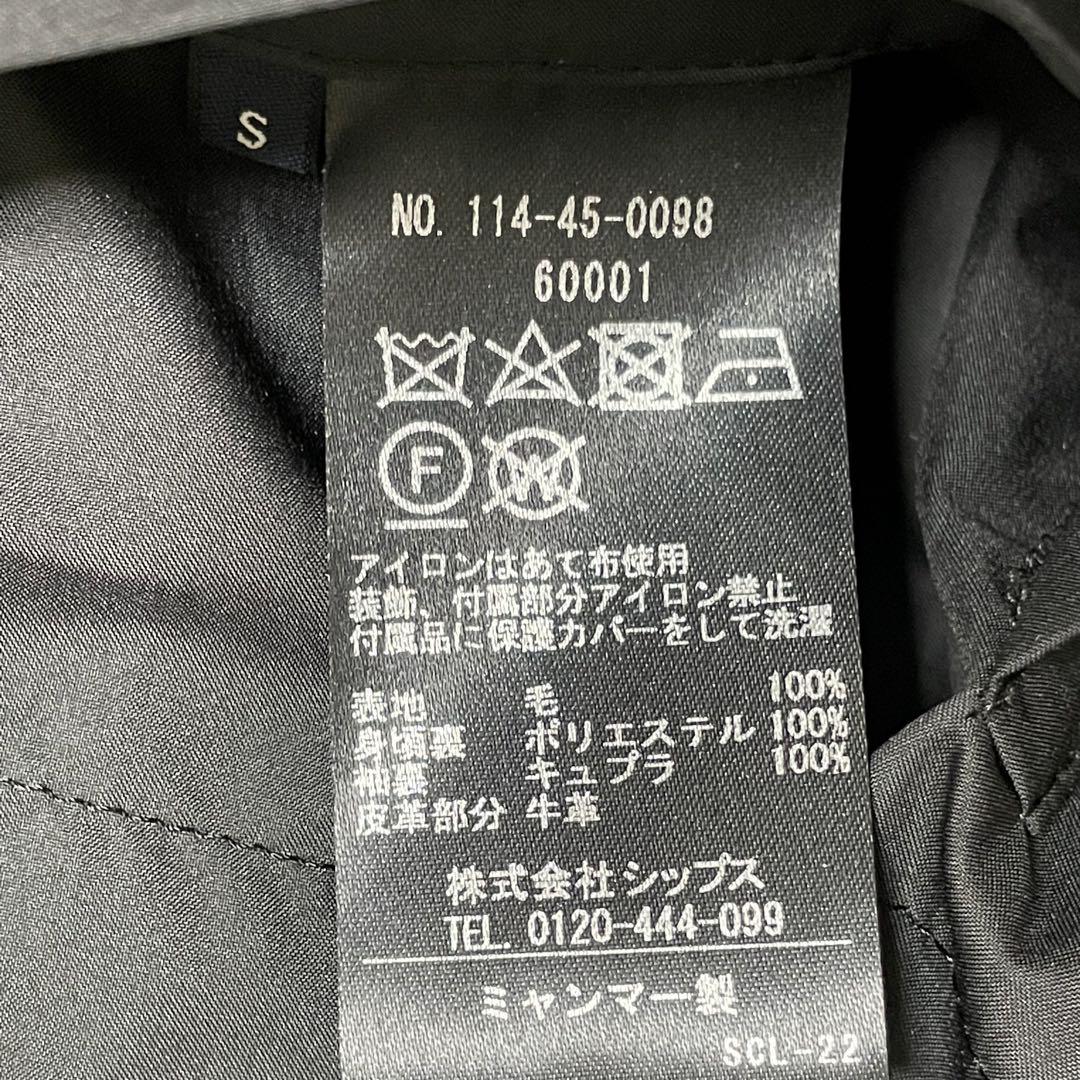 S
NO. 114-45-0098
60001
F W
アイロンはあて布使用
装飾、付属部分アイロン禁止
付属品に保護カバーをして洗濯
表地 毛 100%
身頃裏 ポリエステル 100%
袖裏 キュプラ 100%
皮革部分 牛革
株式会社シップス
TEL. 0120-444-099
ミャンマー製
SCL-22